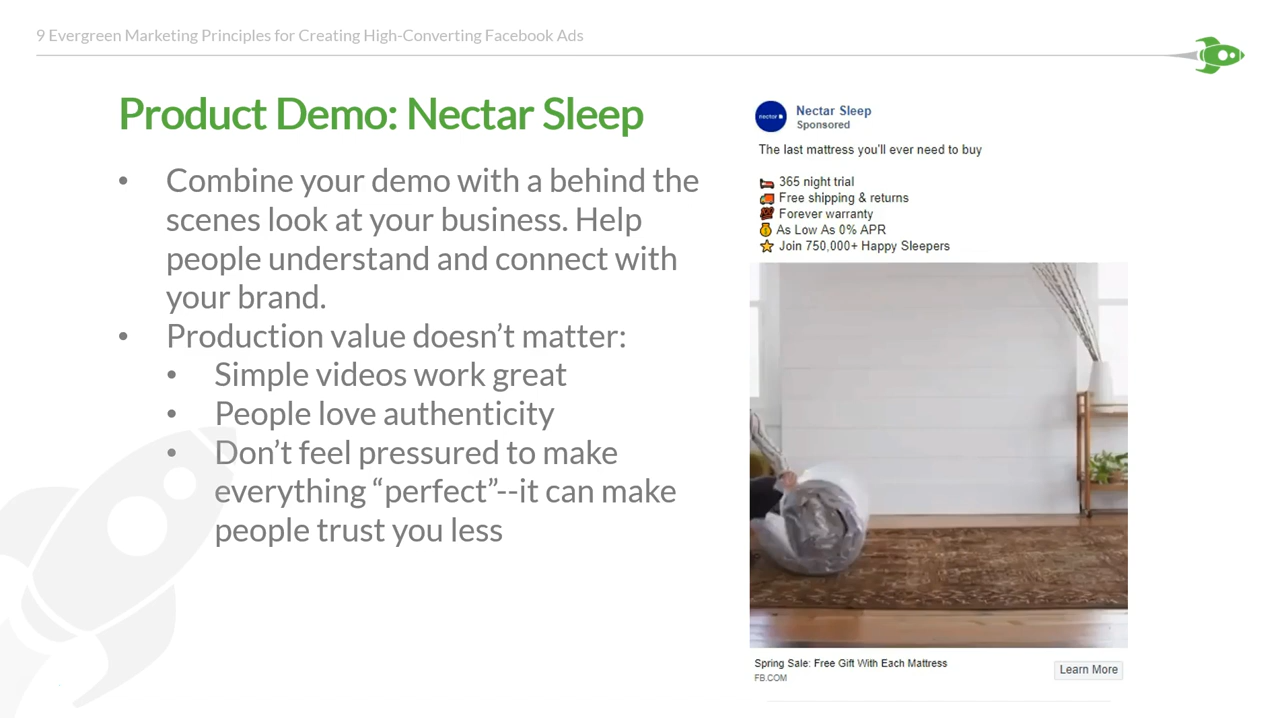 9 Evergreen Marketing Principles for Creating High-Converting Facebook Ads
Product Demo: Nectar Sleep
• Combine your demo with a behind the
scenes look at your business. Help
people understand and connect with
your brand.
• Production value doesn't matter:
• Simple videos work great
• People love authenticity
• Don't feel pressured to make
everything “perfect”--it can make
people trust you less
nectar
Nectar Sleep
Sponsored
The last mattress you'll ever need to buy
365 night trial
Free shipping & returns
Forever warranty
As Low As 0% APR
Join 750,000+ Happy Sleepers
Spring Sale: Free Gift With Each Mattress
FB.COM
Learn More